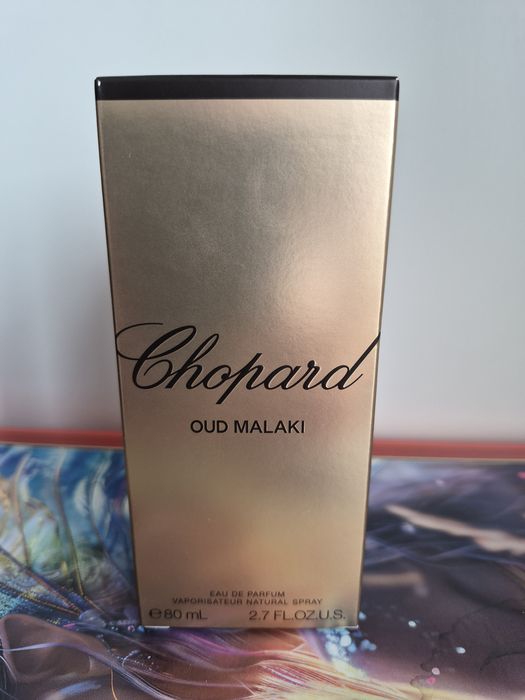 Chopard
OUD MALAKI
EAU DE PARFUM
VAPORISATEUR NATURAL SPRAY
℮80 mL 2.7 FL.OZ.U.S.